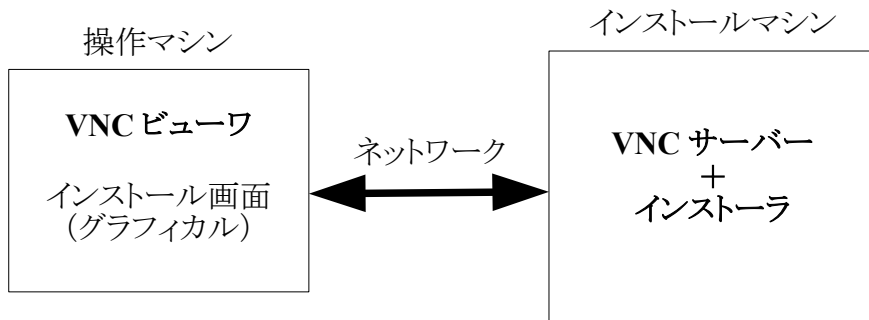 操作マシン
VNC ビューワ
インストール画面
(グラフィカル)
ネットワーク
インストールマシン
VNC サーバー
+
インストーラ